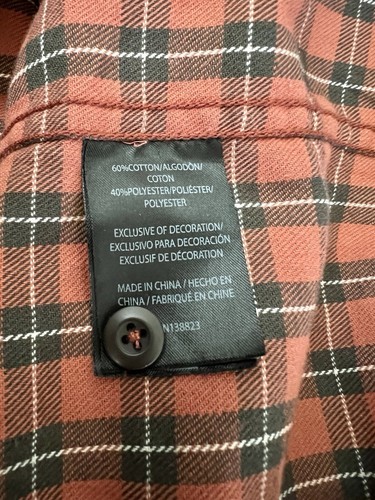 60%COTTON/ALGODÓN/
COTON
40%POLYESTER/POLIÉSTER/
POLYESTER
EXCLUSIVE OF DECORATION/
EXCLUSIVO PARA DECORACIÓN
EXCLUSIF DE DÉCORATION
MADE IN CHINA / HECHO EN
CHINA / FABRIQUÉ EN CHINE
N138823